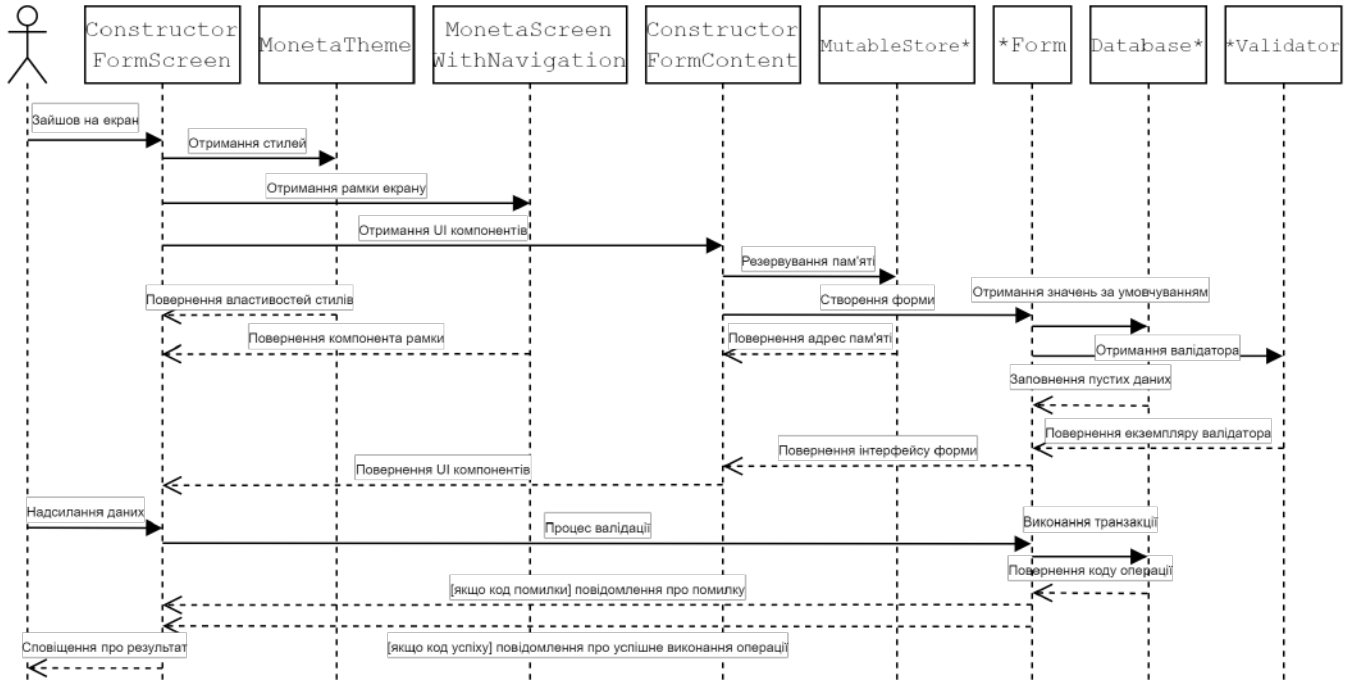 Constructor
FormScreen
MonetaTheme
MonetaScreen
WithNavigation
Constructor
FormContent
MutableStore*
*Form
Database*
*Validator
Зайшов на екран
Отримання стилей
Отримання рамки екрану
Отримання UI компонентів
Резервування пам'яті
Повернення властивостей стилів
Створення форми
Отримання значень за умовчуванням
Повернення компонента рамки
Повернення адрес пам'яті
Отримання валідатора
Заповнення пустих даних
Повернення екземпляру валідатора
Повернення інтерфейсу форми
Повернення UI компонентів
Надсилання даних
Процес валідації
Виконання транзакції
Повернення коду операції
[якщо код помилки] повідомлення про помилку
Сповіщення про результат
[якщо код успіху] повідомлення про успішне виконання операції